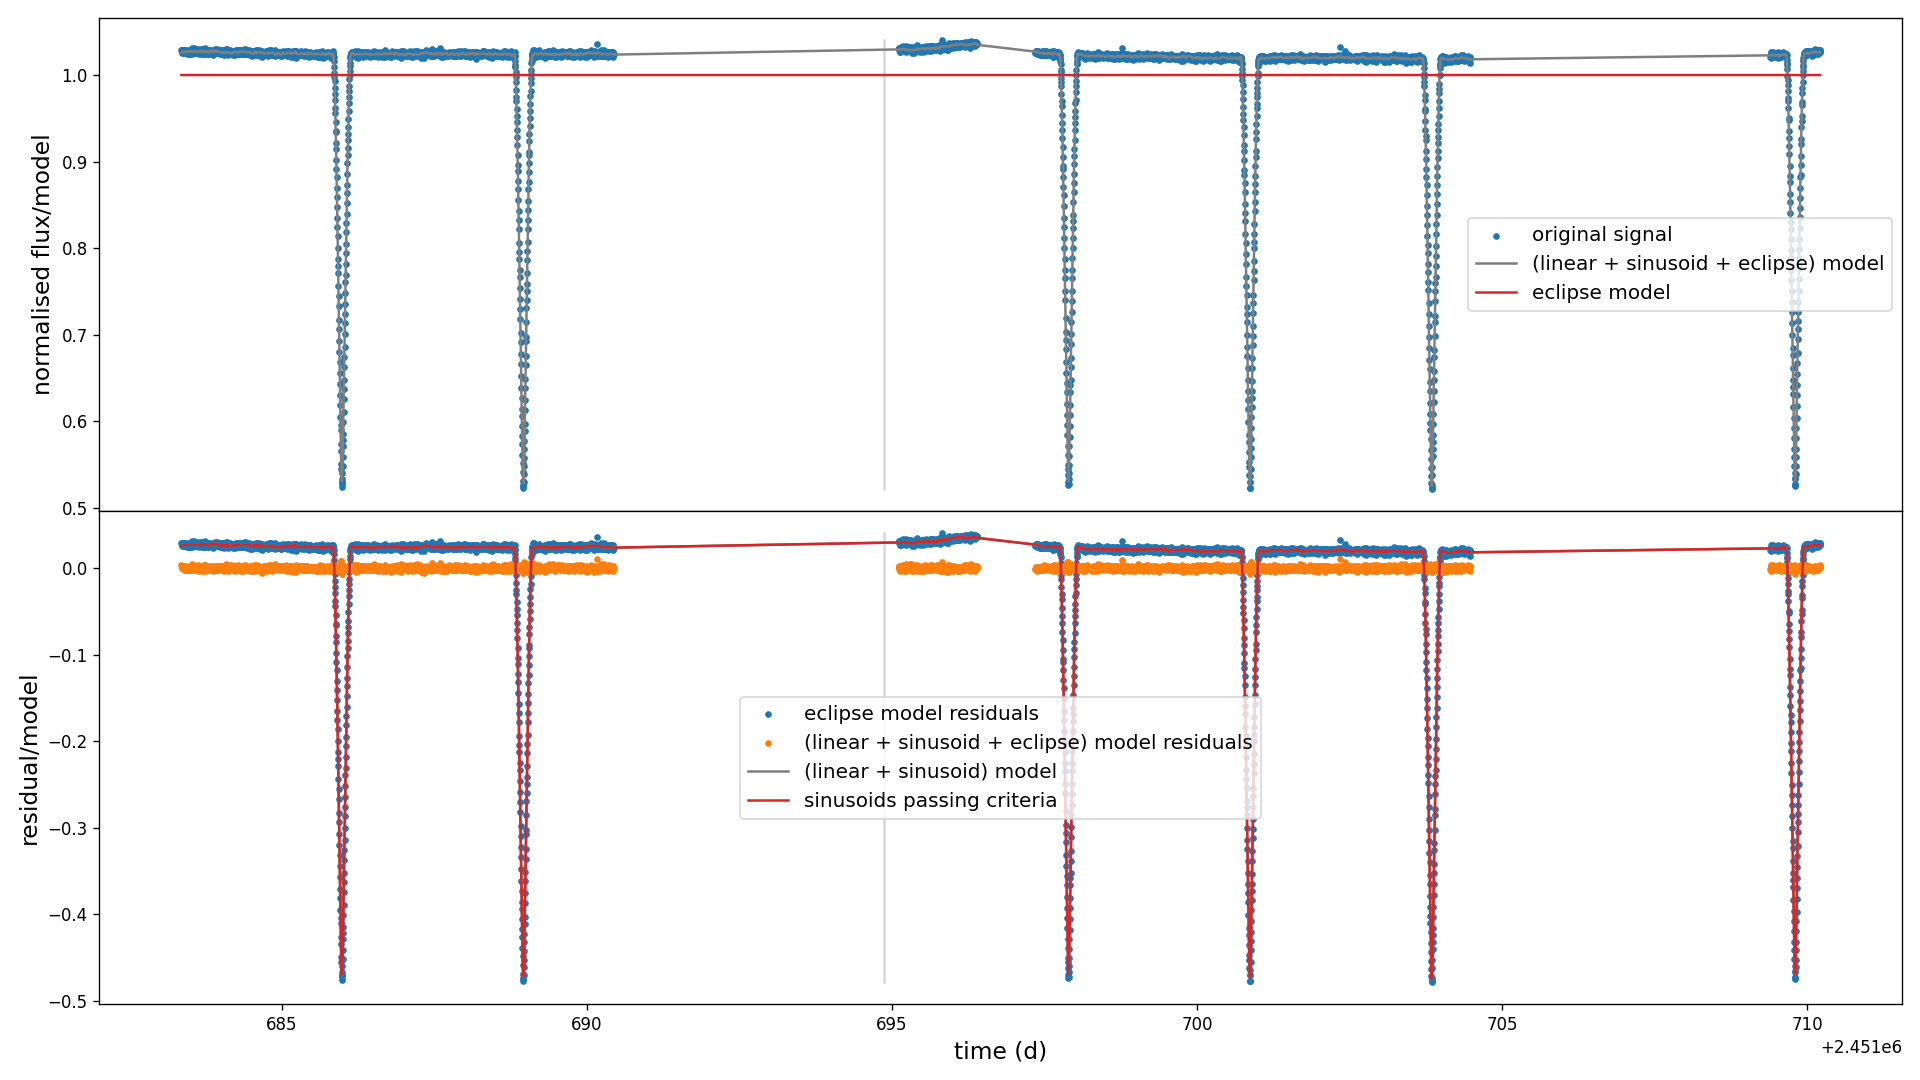 1.0
0.9
0.8
0.7
0.6
0.5
normalised flux/model
original signal
(linear + sinusoid + eclipse) model
eclipse model
0.0
−0.1
−0.2
−0.3
−0.4
−0.5
residual/model
eclipse model residuals
(linear + sinusoid + eclipse) model residuals
(linear + sinusoid) model
sinusoids passing criteria
685 690 695 700 705 710
time (d)
+2.451e6